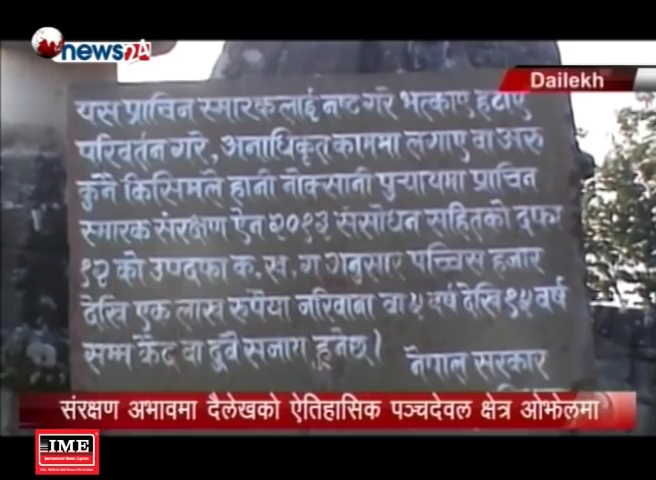 news24
Dailekh
यस प्राचिन स्मारकलाई नष्ट गरे भत्काए हटाए
परिवर्तन गरे, अनाधिकृत काममा लगाए वा अरु
कुनै किसिमले हानी नोक्सानी पुर्‍यायमा प्राचिन
स्मारक संरक्षण ऐन २०१३ संसोधन सहितको दफा
१२ को उपदफा क. स. ग अनुसार पच्चिस हजार
देखि एक लाख रुपैया जरिवाना वा ५ वर्ष देखि १५ वर्ष
सम्म कैद वा दुवै सजाय हुनेछ।
नेपाल सरकार
संरक्षण अभावमा दैलेखको ऐतिहासिक पञ्चदेवल क्षेत्र ओझेलमा
IME